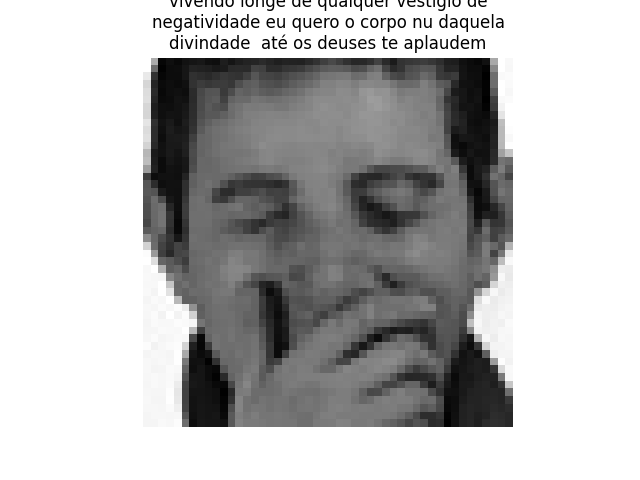 vivendo longe de qualquer vestígio de
negatividade eu quero o corpo nu daquela
divindade  até os deuses te aplaudem